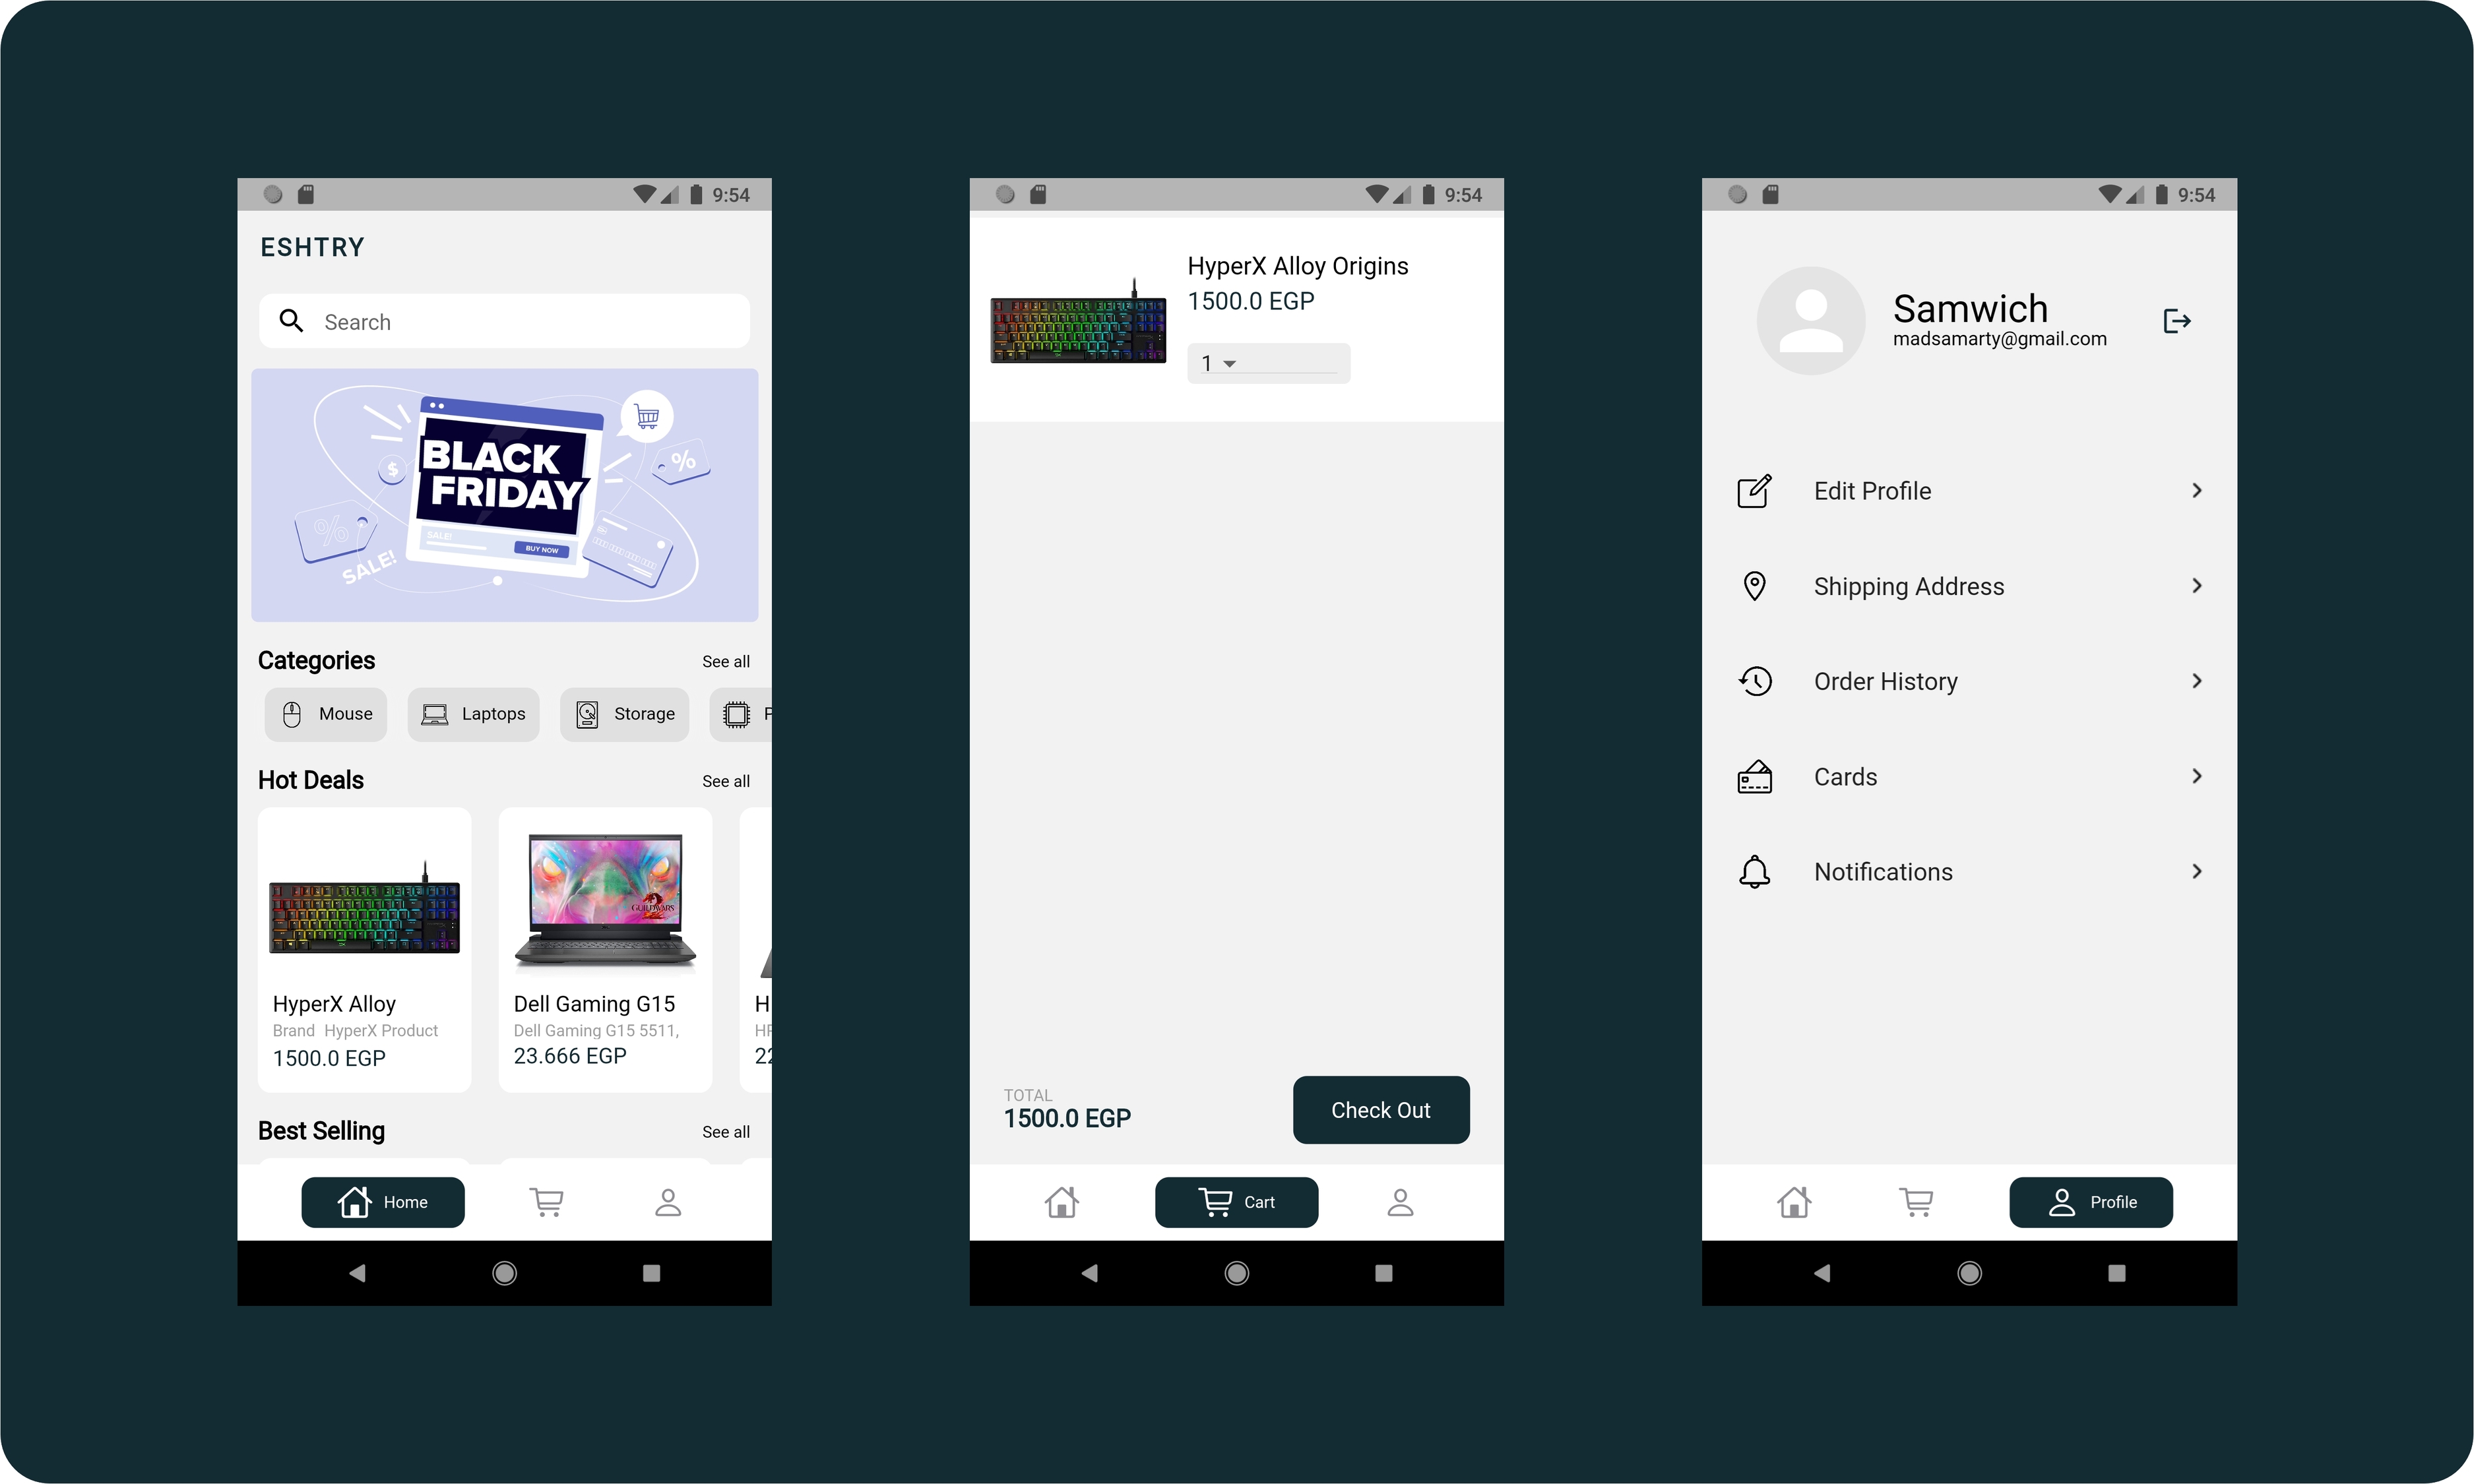 9:54
ESHTRY
Search
BLACK
FRIDAY
$
%
%
SALE!
SALE!
BUY NOW
Categories
See all
Mouse
Laptops
Storage
Hot Deals
See all
GUILD WARS
HyperX Alloy
Brand HyperX Product
1500.0 EGP
Dell Gaming G15
Dell Gaming G15 5511,
23.666 EGP
H
22
Best Selling
See all
Home
9:54
HyperX Alloy Origins
1500.0 EGP
1
TOTAL
1500.0 EGP
Check Out
Cart
9:54
Samwich
madsamarty@gmail.com
Edit Profile
Shipping Address
Order History
Cards
Notifications
Profile